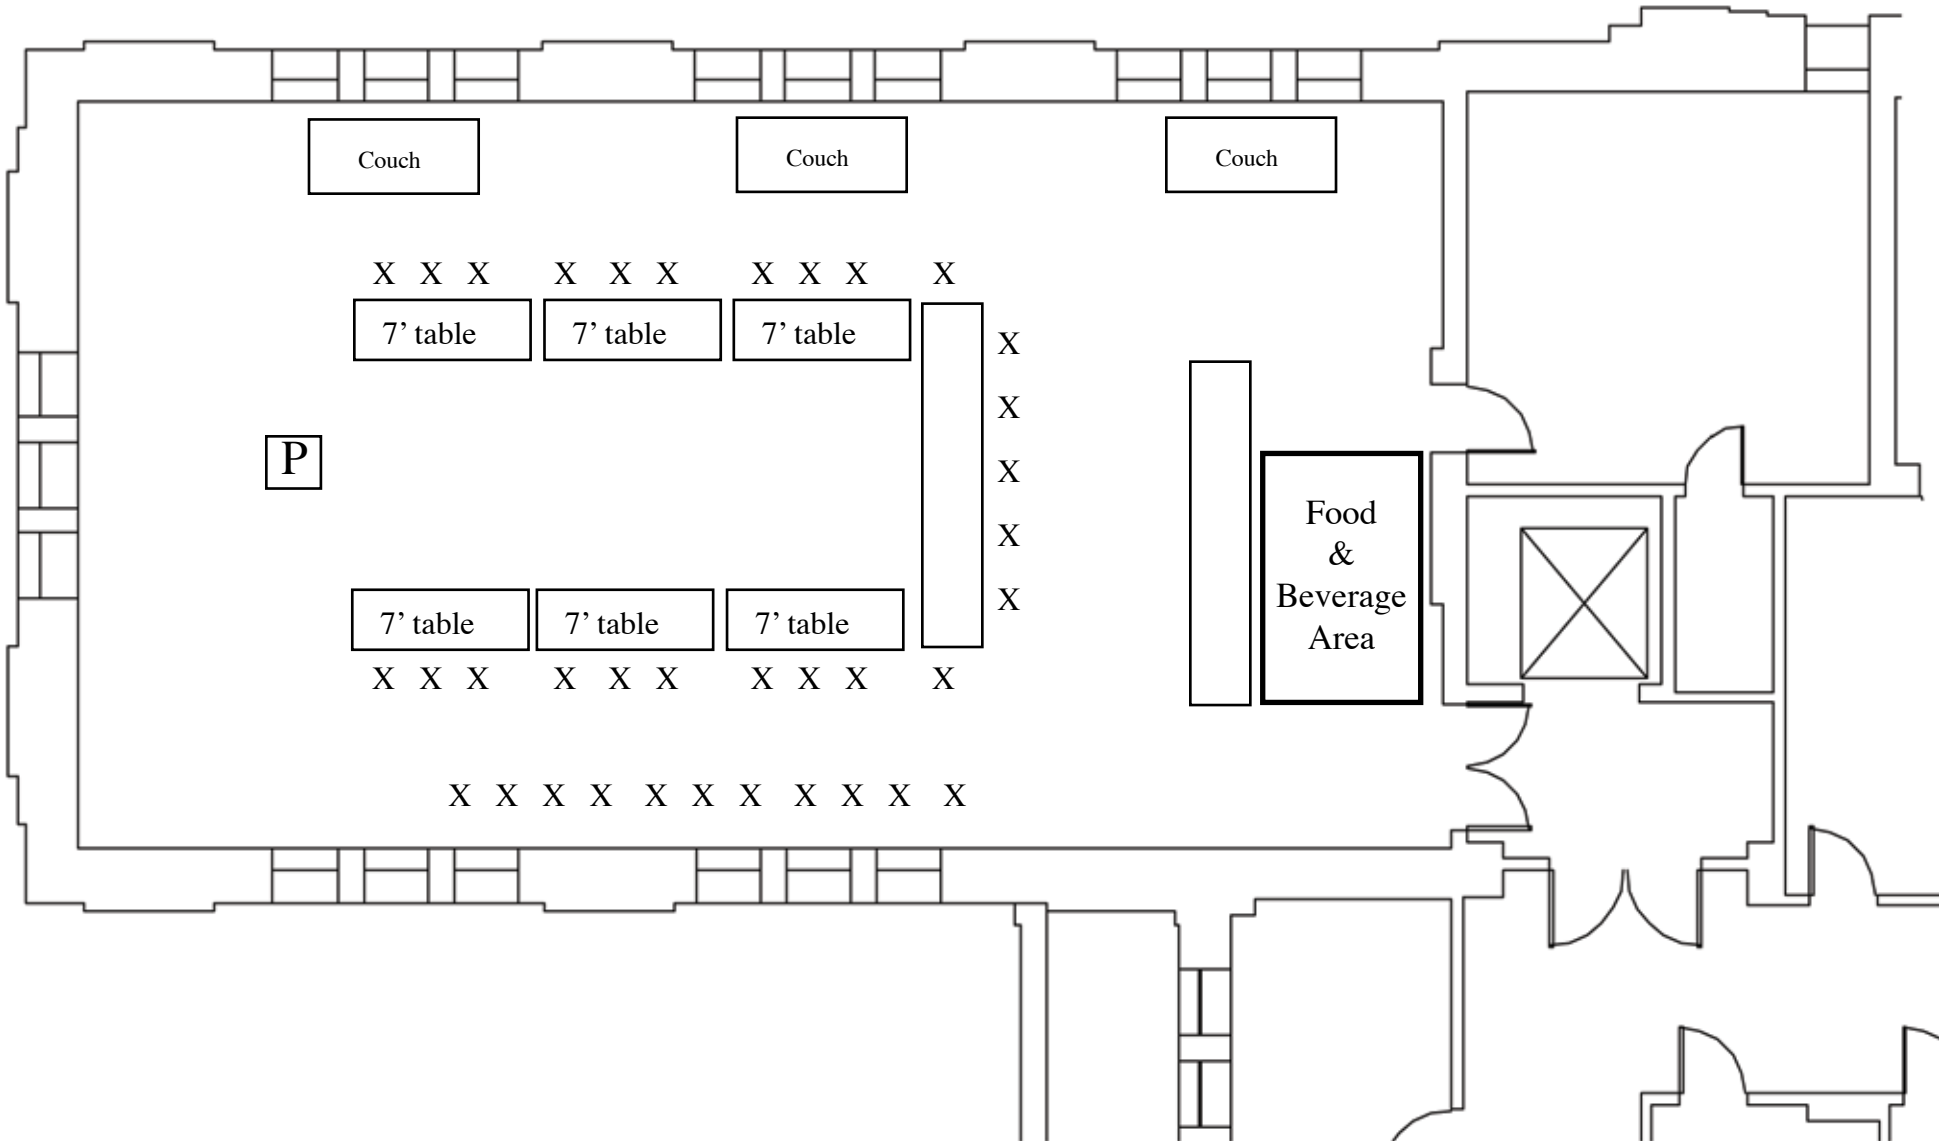 Couch Couch Couch
X X X X X X X X X X
7’ table 7’ table 7’ table
X
X
P
X
X
X
Food
&
Beverage
Area
7’ table 7’ table 7’ table
X X X X X X X X X X
X X X X X X X X X X X